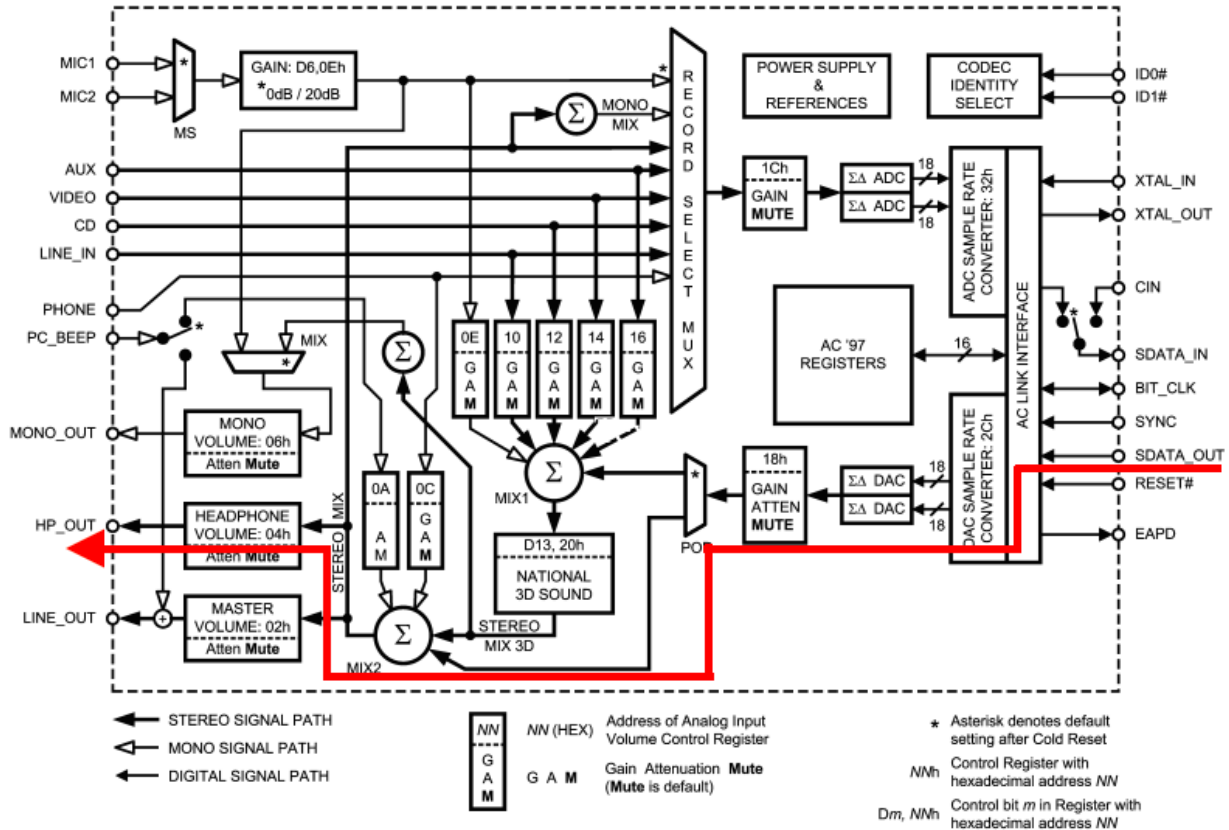 MIC1
MIC2
*
MS
GAIN: D6,0Eh
*0dB / 20dB
AUX
VIDEO
CD
LINE_IN
PHONE
PC_BEEP
*
MIX
*
Σ
MONO
MIX
Σ
*
RECORD SELECT MUX
POWER SUPPLY
&
REFERENCES
CODEC
IDENTITY
SELECT
ID0#
ID1#
1Ch
GAIN
MUTE
ΣΔ ADC
ΣΔ ADC
18
18
ADC SAMPLE RATE
CONVERTER: 32h
AC LINK INTERFACE
XTAL_IN
XTAL_OUT
CIN
*
SDATA_IN
BIT_CLK
SYNC
SDATA_OUT
RESET#
EAPD
AC '97
REGISTERS
16
0E
G
A
M
10
G
A
M
12
G
A
M
14
G
A
M
16
G
A
M
MONO_OUT
MONO
VOLUME: 06h
Atten Mute
HP_OUT
HEADPHONE
VOLUME: 04h
Atten Mute
LINE_OUT
+
MASTER
VOLUME: 02h
Atten Mute
STEREO MIX
0A
A
M
0C
G
A
M
Σ
MIX1
D13, 20h
NATIONAL
3D SOUND
STEREO
MIX 3D
Σ
MIX2
*
18h
GAIN
ATTEN
MUTE
ΣΔ DAC
ΣΔ DAC
18
18
DAC SAMPLE RATE
CONVERTER: 2Ch
STEREO SIGNAL PATH
MONO SIGNAL PATH
DIGITAL SIGNAL PATH
NN
G
A
M
NN (HEX)
Address of Analog Input
Volume Control Register
G A M
Gain Attenuation Mute
(Mute is default)
* Asterisk denotes default
setting after Cold Reset
NNh Control Register with
hexadecimal address NN
Dm, NNh Control bit m in Register with
hexadecimal address NN